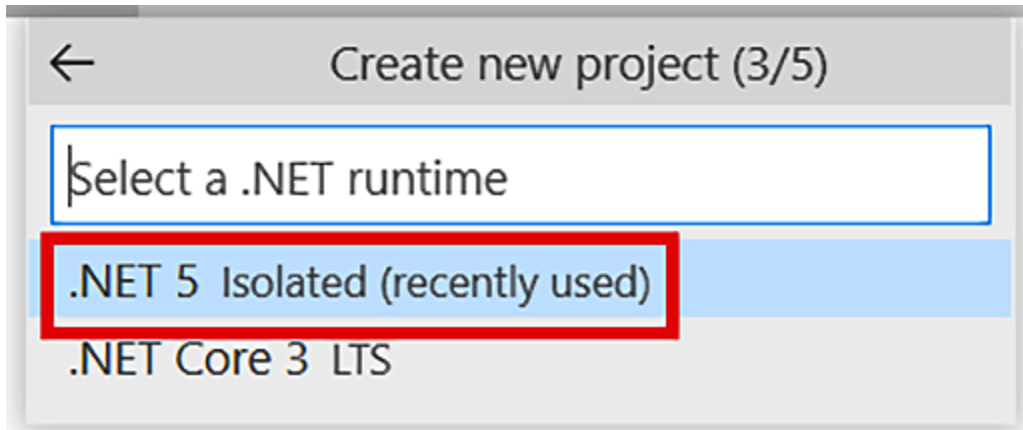 Create new project (3/5)
Select a .NET runtime
.NET 5 Isolated (recently used)
.NET Core 3 LTS